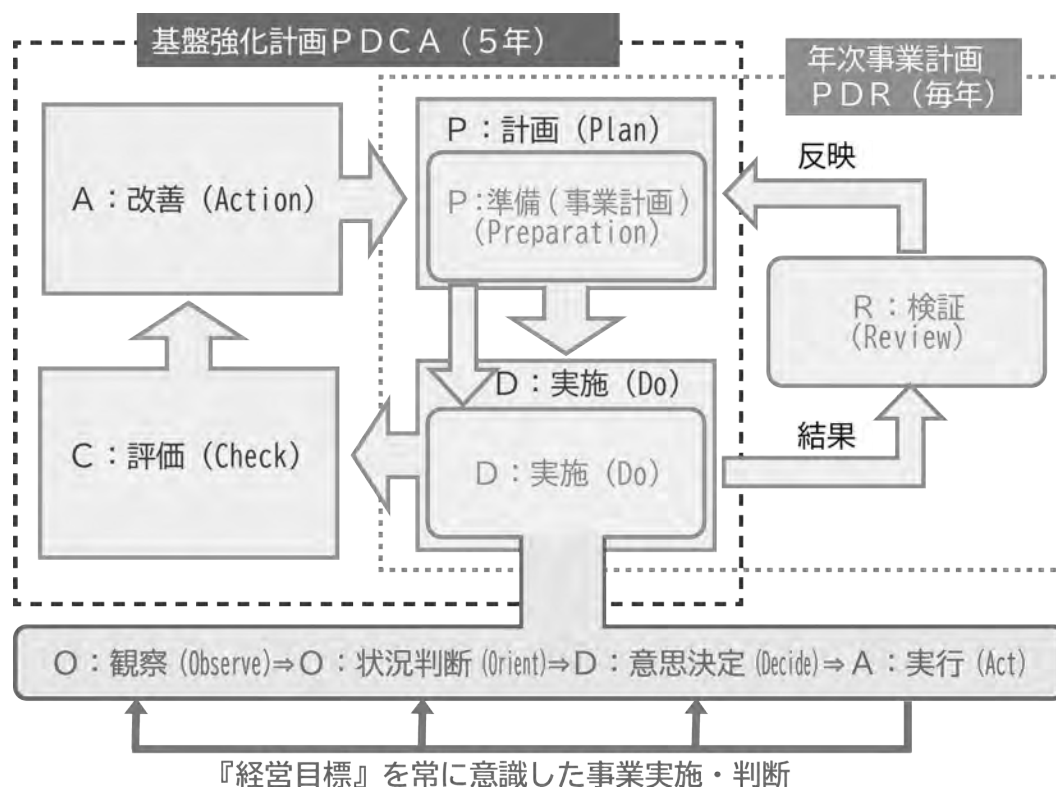 基盤強化計画ＰＤＣＡ（５年）
年次事業計画
ＰＤＲ（毎年）
Ａ：改善（Action）
Ｐ：計画（Plan）
Ｐ：準備（事業計画）
（Preparation）
反映
Ｒ：検証
（Review）
Ｃ：評価（Check）
Ｄ：実施（Do）
Ｄ：実施（Do）
結果
Ｏ：観察（Observe）⇒Ｏ：状況判断（Orient）⇒Ｄ：意思決定（Decide）⇒Ａ：実行（Act）
『経営目標』を常に意識した事業実施・判断